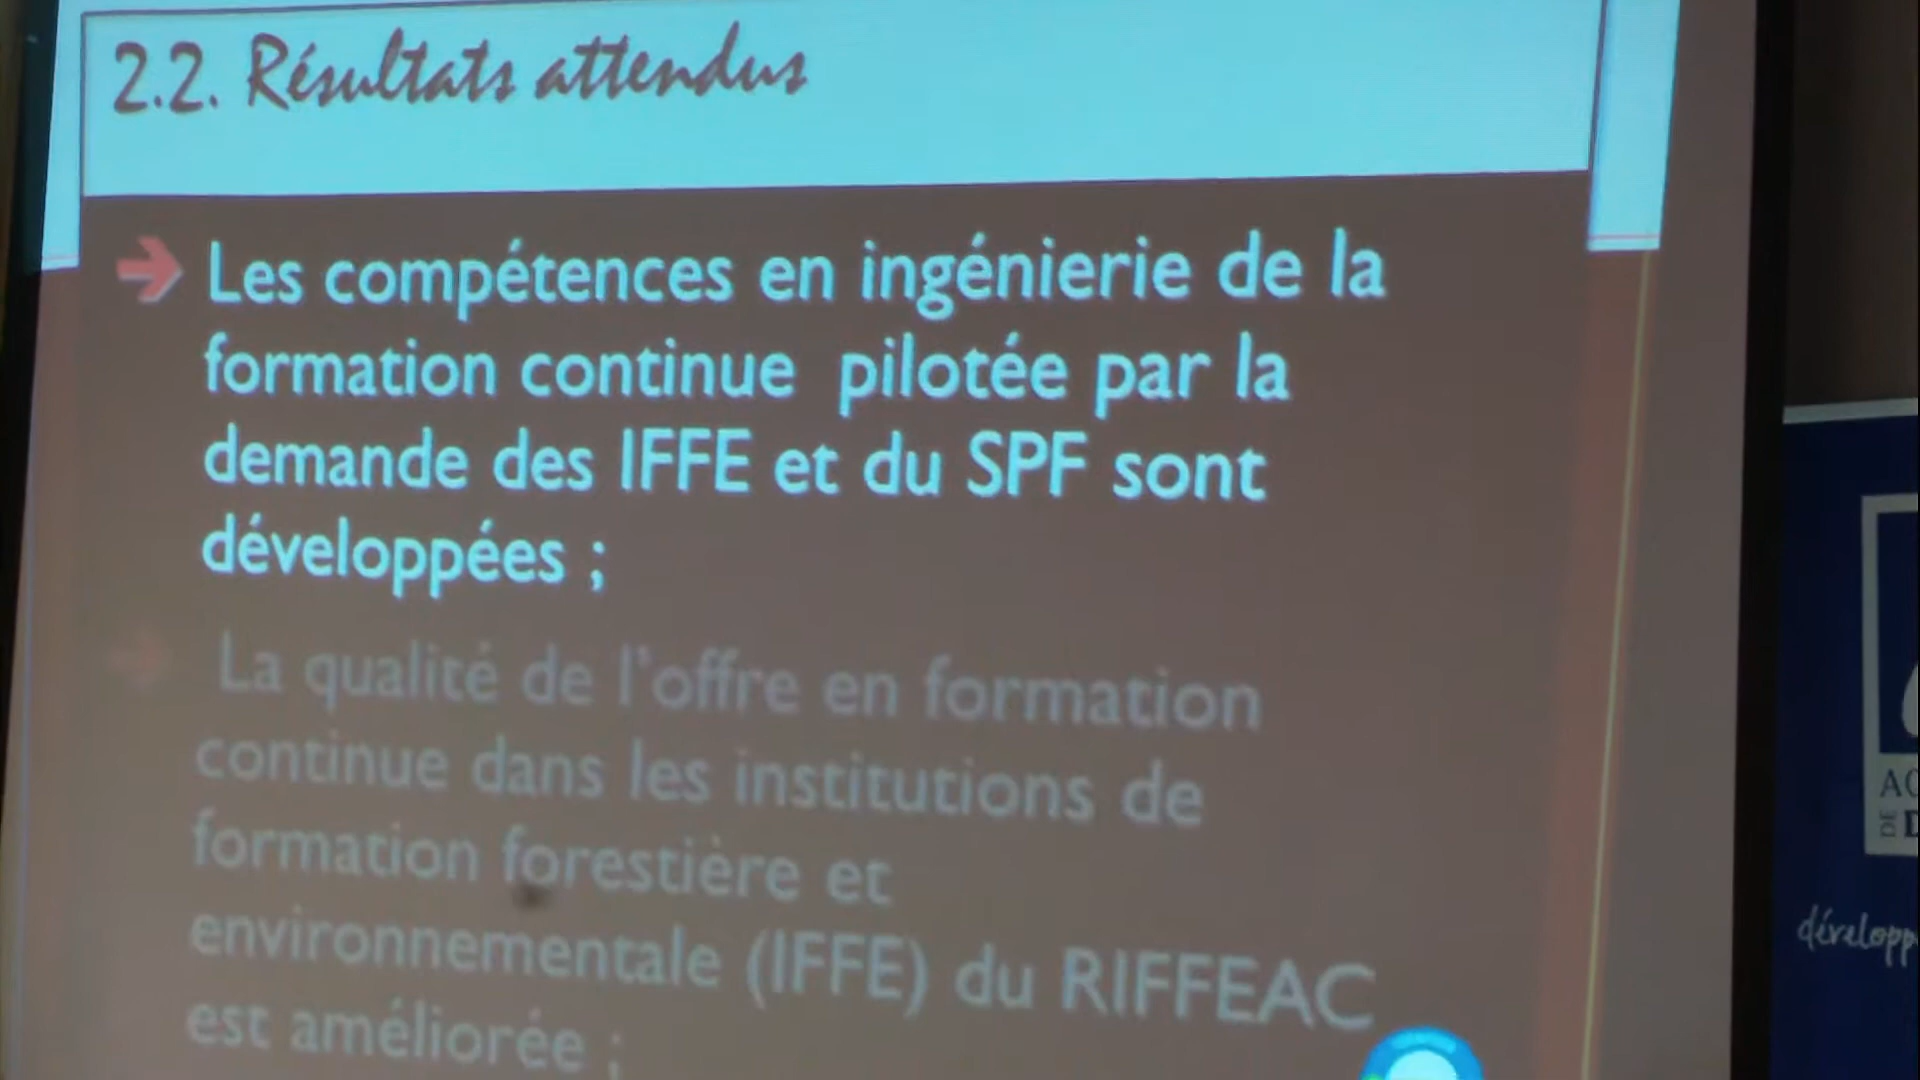 2.2. Résultats attendus
Les compétences en ingénierie de la
formation continue pilotée par la
demande des IFFE et du SPF sont
développées ;
La qualité de l'offre en formation
continue dans les institutions de
formation forestière et
environnementale (IFFE) du RIFFEAC
est améliorée ;
DE